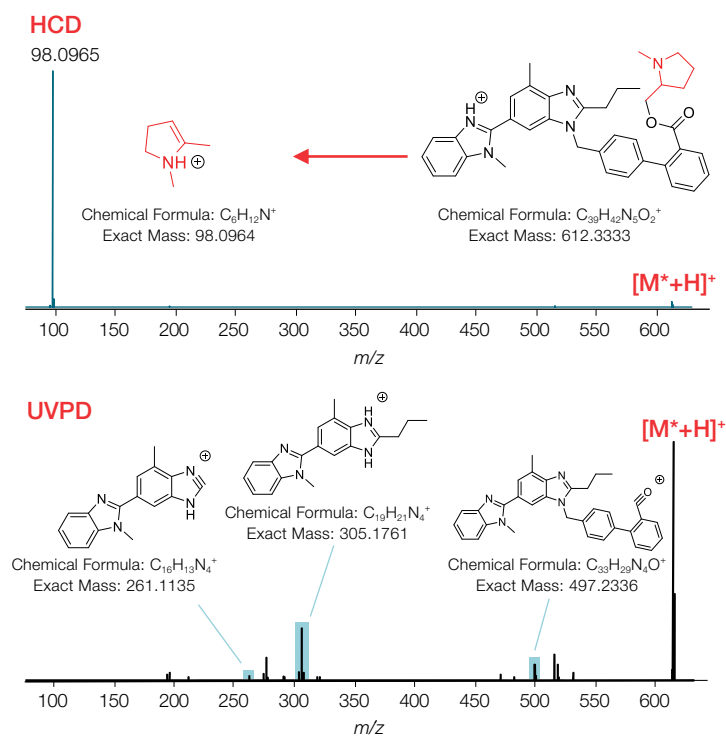 HCD
98.0965
NH
⊕
N
N
H
⊕
N
N
N
N
N
O
O
Chemical Formula: C₆H₁₂N⁺
Exact Mass: 98.0964
Chemical Formula: C₃₉H₄₂N₅O₂⁺
Exact Mass: 612.3333
[M*+H]⁺
100 150 200 250 300 350 400 450 500 550 600
m/z
UVPD
[M*+H]⁺
⊕
N
N
N
NH
Chemical Formula: C₁₆H₁₃N₄⁺
Exact Mass: 261.1135
⊕
H
N
N
N
N
H
Chemical Formula: C₁₉H₂₁N₄⁺
Exact Mass: 305.1761
N
N
N
N
O
⊕
Chemical Formula: C₃₃H₂₉N₄O⁺
Exact Mass: 497.2336
100 150 200 250 300 350 400 450 500 550 600
m/z